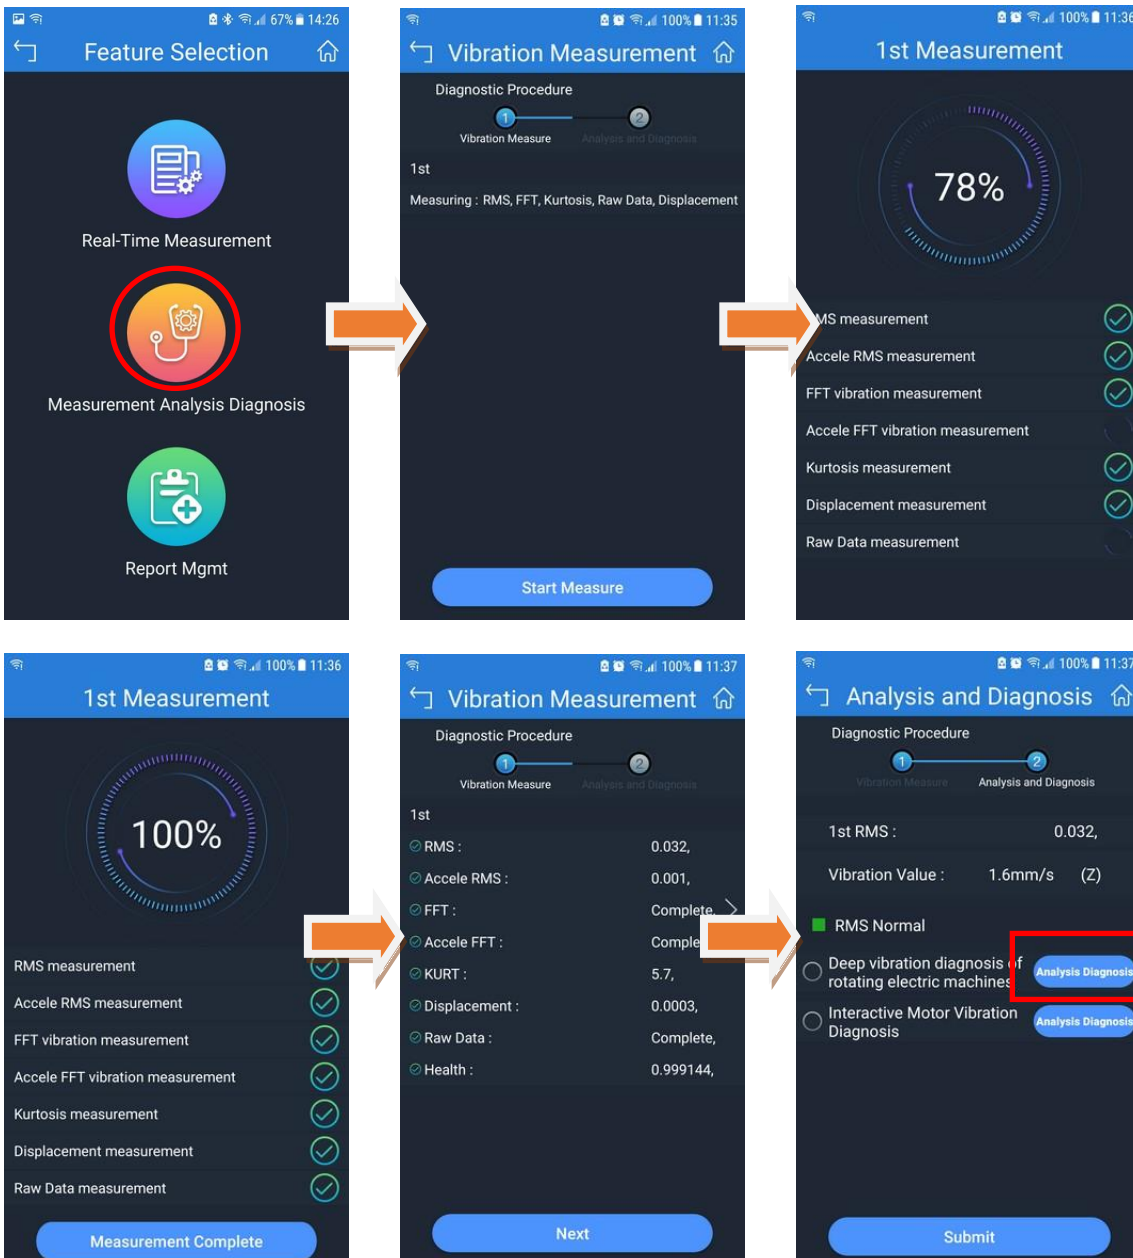 67% 14:26
Feature Selection
Real-Time Measurement
Measurement Analysis Diagnosis
Report Mgmt
100% 11:35
Vibration Measurement
Diagnostic Procedure
1 2
Vibration Measure Analysis and Diagnosis
1st
Measuring : RMS, FFT, Kurtosis, Raw Data, Displacement
Start Measure
100% 11:36
1st Measurement
78%
MS measurement
Accele RMS measurement
FFT vibration measurement
Accele FFT vibration measurement
Kurtosis measurement
Displacement measurement
Raw Data measurement
100% 11:36
1st Measurement
100%
RMS measurement
Accele RMS measurement
FFT vibration measurement
Accele FFT vibration measurement
Kurtosis measurement
Displacement measurement
Raw Data measurement
Measurement Complete
100% 11:37
Vibration Measurement
Diagnostic Procedure
1 2
Vibration Measure Analysis and Diagnosis
1st
RMS : 0.032,
Accele RMS : 0.001,
FFT : Complete,
Accele FFT : Comple
KURT : 5.7,
Displacement : 0.0003,
Raw Data : Complete,
Health : 0.999144,
Next
100% 11:37
Analysis and Diagnosis
Diagnostic Procedure
1 2
Vibration Measure Analysis and Diagnosis
1st RMS : 0.032,
Vibration Value : 1.6mm/s (Z)
RMS Normal
Deep vibration diagnosis of
rotating electric machines
Analysis Diagnosis
Interactive Motor Vibration
Diagnosis
Analysis Diagnosis
Submit